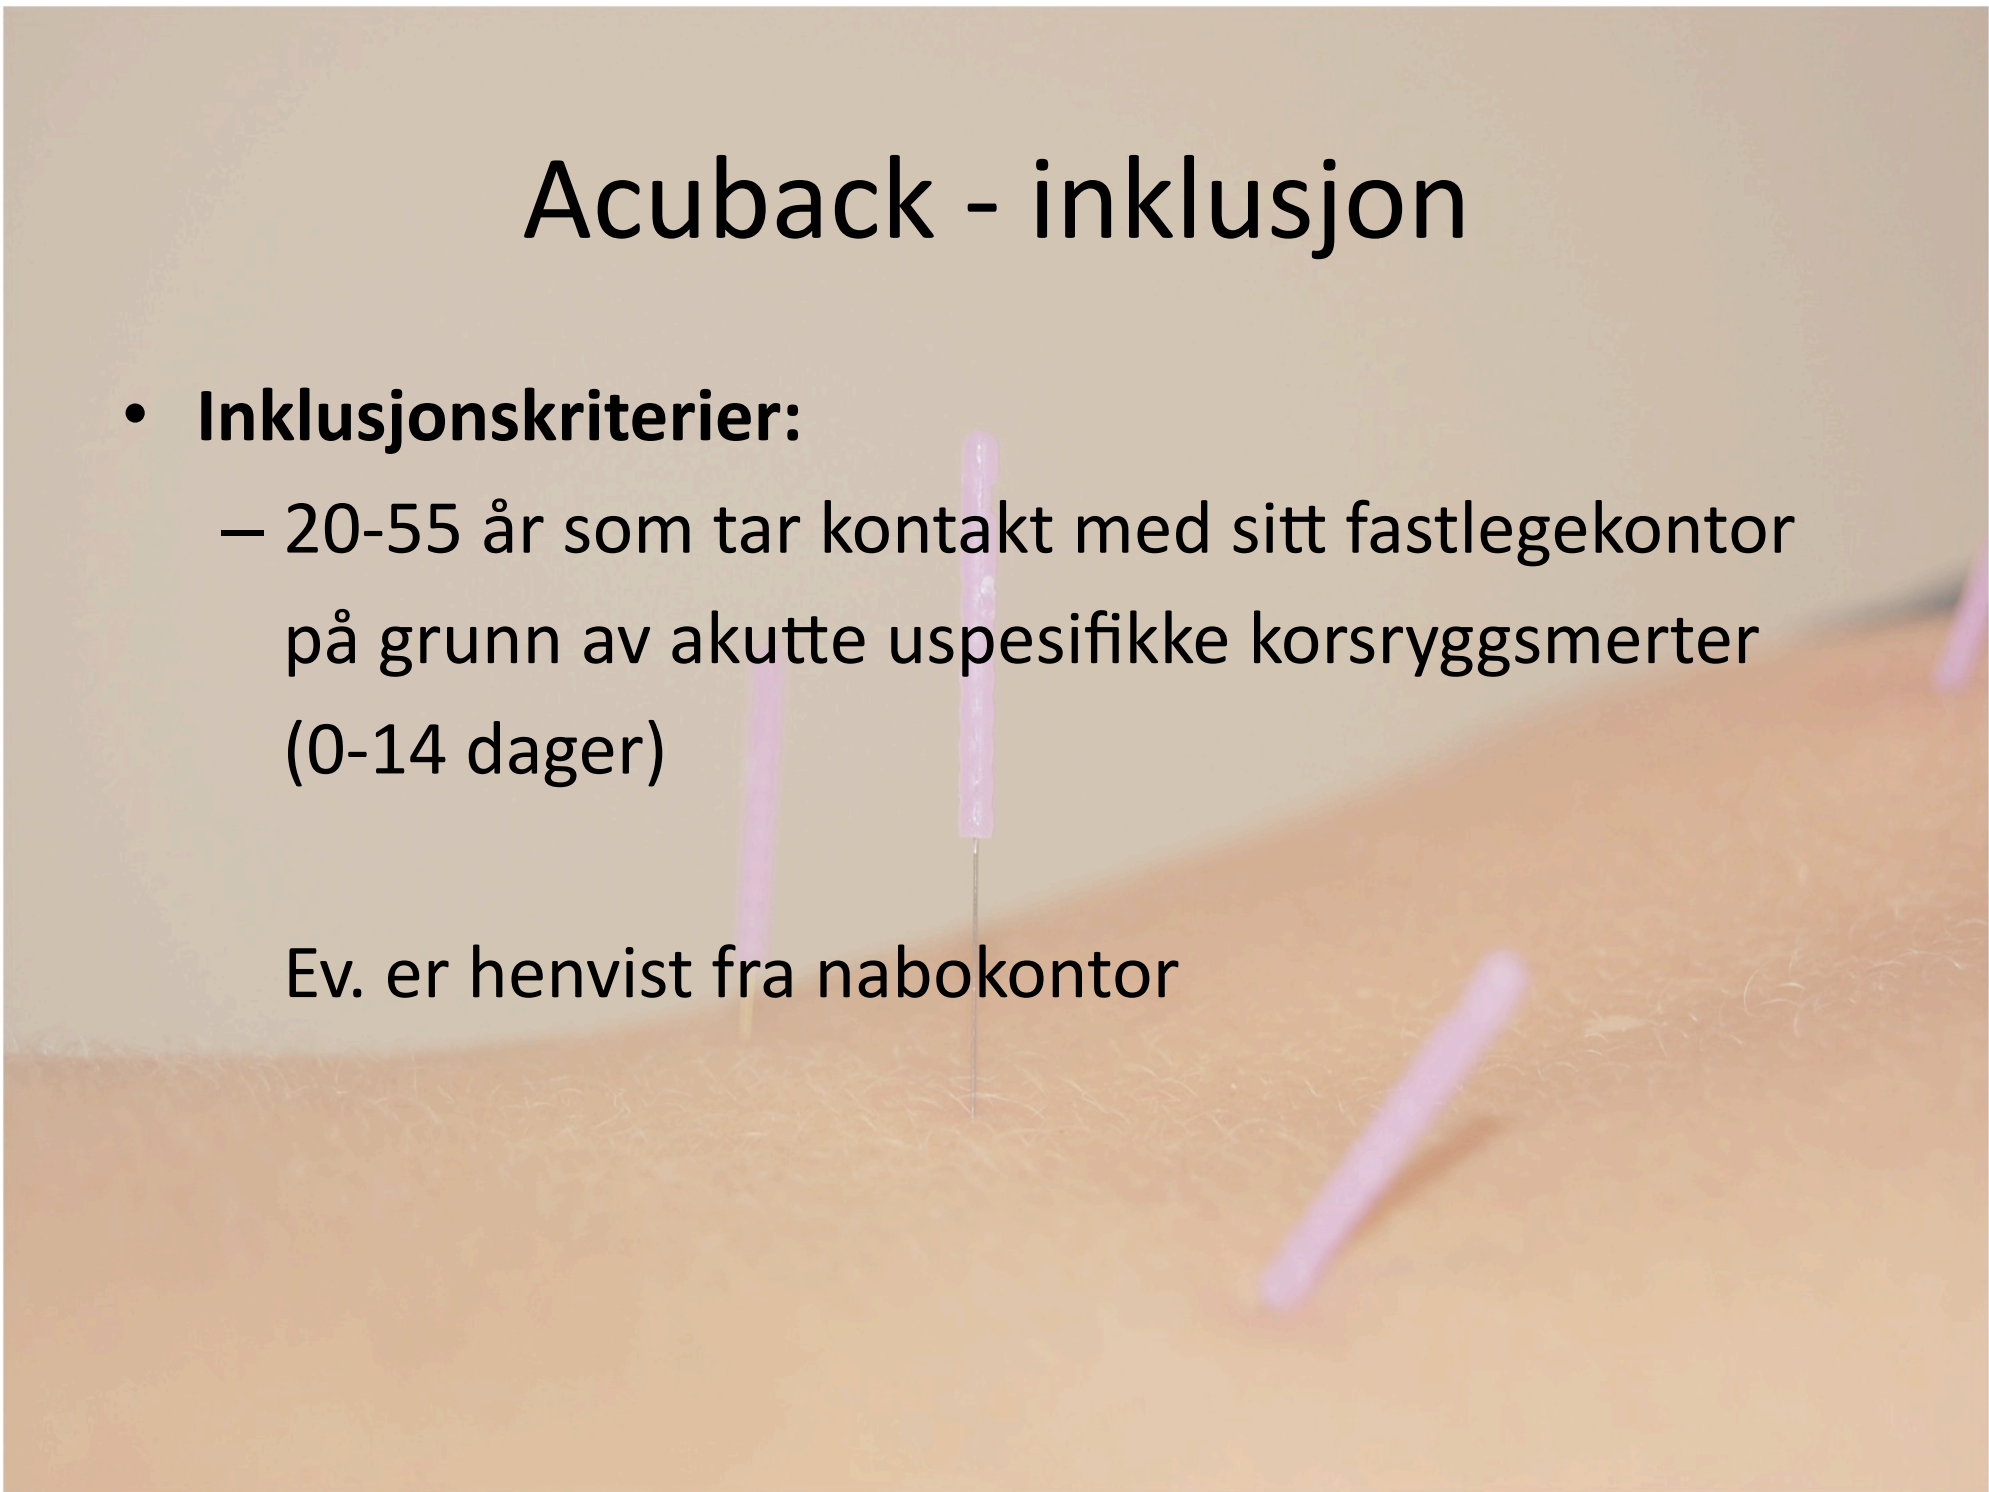 Acuback - inklusjon
• Inklusjonskriterier:
– 20-55 år som tar kontakt med sitt fastlegekontor
på grunn av akutte uspesifikke korsryggsmerter
(0-14 dager)
Ev. er henvist fra nabokontor